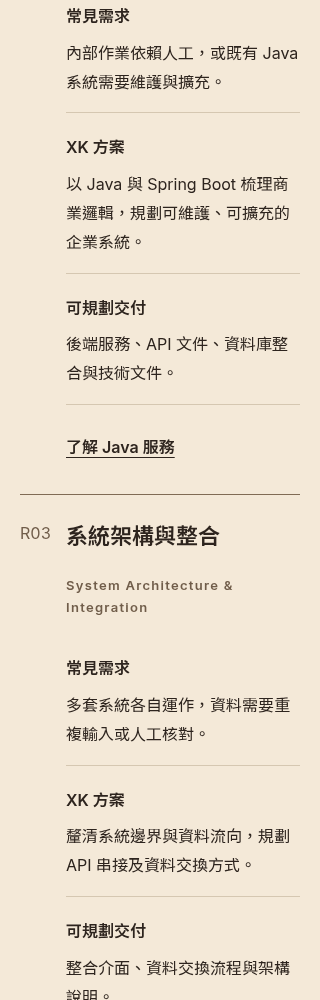 常見需求
內部作業依賴人工，或既有 Java
系統需要維護與擴充。
XK 方案
以 Java 與 Spring Boot 梳理商
業邏輯，規劃可維護、可擴充的
企業系統。
可規劃交付
後端服務、API 文件、資料庫整
合與技術文件。
了解 Java 服務
R03 系統架構與整合
System Architecture &
Integration
常見需求
多套系統各自運作，資料需要重
複輸入或人工核對。
XK 方案
釐清系統邊界與資料流向，規劃
API 串接及資料交換方式。
可規劃交付
整合介面、資料交換流程與架構
說明。